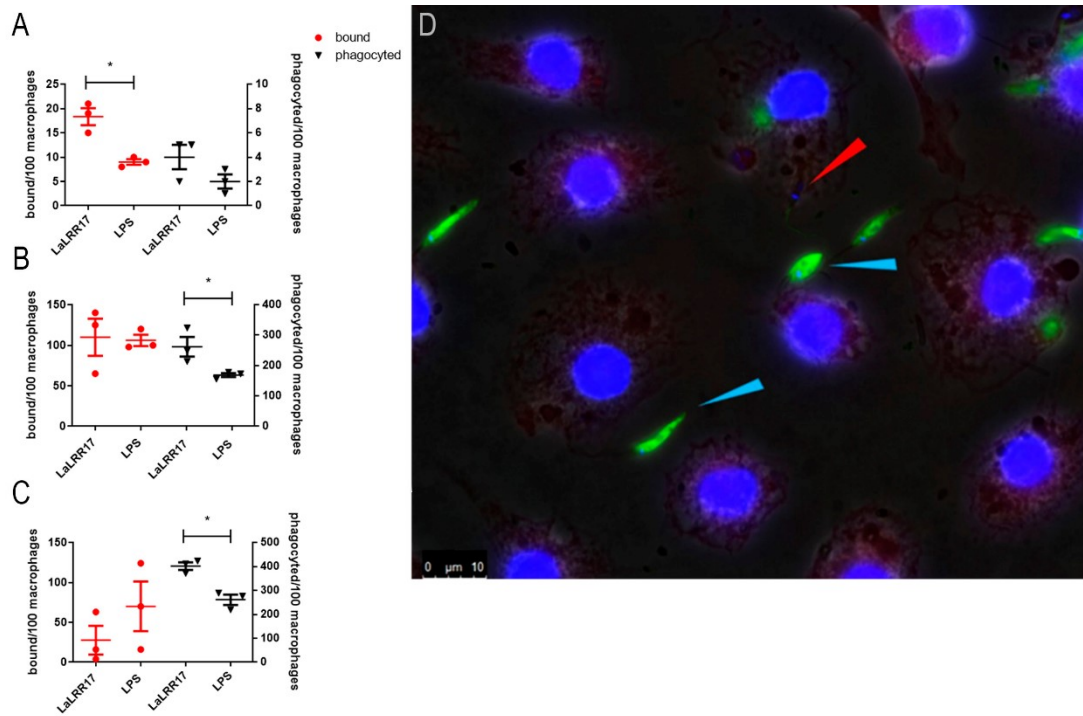 A
bound
phagocyted
*
bound/100 macrophages
25
20
15
10
5
0
phagocyted/100 macrophages
10
8
6
4
2
0
LaLRR17
LPS
LaLRR17
LPS
B
*
bound/100 macrophages
150
100
50
0
phagocyted/100 macrophages
400
300
200
100
0
LaLRR17
LPS
LaLRR17
LPS
C
*
bound/100 macrophages
150
100
50
0
phagocyted/100 macrophages
500
400
300
200
100
0
LaLRR17
LPS
LaLRR17
LPS
D
0 µm 10